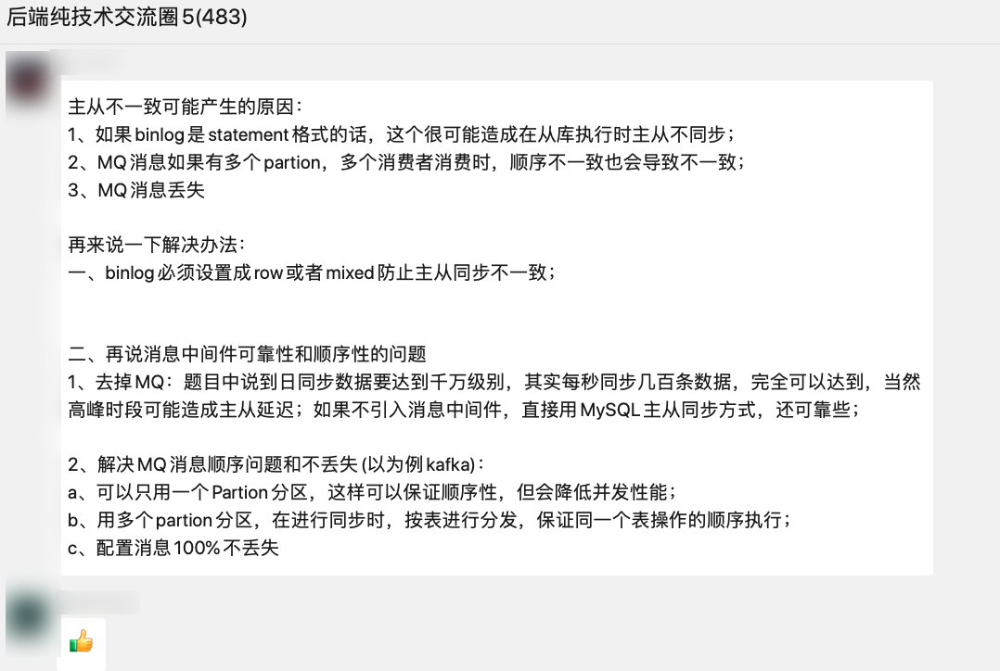 后端纯技术交流圈5(483)
主从不一致可能产生的原因：
1、如果binlog是statement格式的话，这个很可能造成在从库执行时主从不同步；
2、MQ消息如果有多个partion，多个消费者消费时，顺序不一致也会导致不一致；
3、MQ消息丢失
再来说一下解决办法：
一、binlog必须设置成row或者mixed防止主从同步不一致；
二、再说消息中间件可靠性和顺序性的问题
1、去掉MQ：题目中说到日同步数据要达到千万级别，其实每秒同步几百条数据，完全可以达到，当然
高峰时段可能造成主从延迟；如果不引入消息中间件，直接用MySQL主从同步方式，还可靠些；
2、解决MQ消息顺序问题和不丢失(以为例kafka)：
a、可以只用一个Partion分区，这样可以保证顺序性，但会降低并发性能；
b、用多个partion分区，在进行同步时，按表进行分发，保证同一个表操作的顺序执行；
c、配置消息100%不丢失